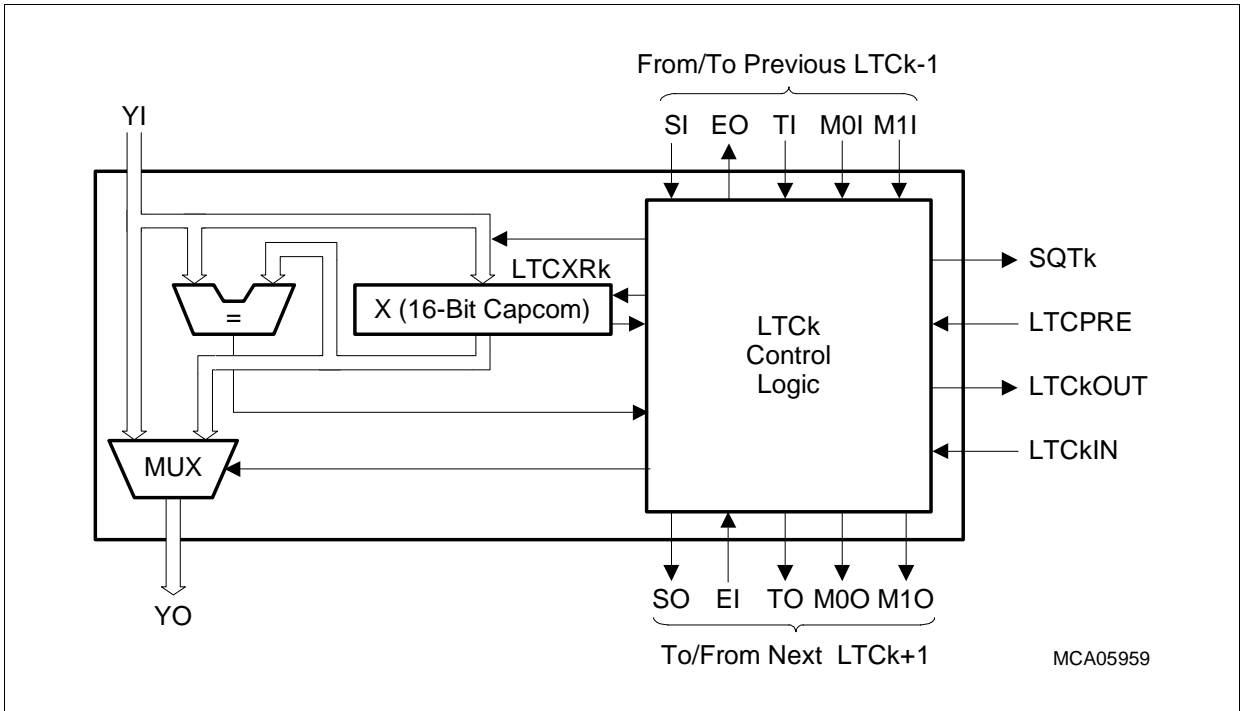 From/To Previous LTCk-1
YI
SI EO TI M0I M1I
SQTk
LTCXRk
X (16-Bit Capcom)
=
LTCk
Control
Logic
LTCPRE
LTCkOUT
LTCkIN
MUX
SO EI TO M0O M1O
YO
To/From Next LTCk+1
MCA05959